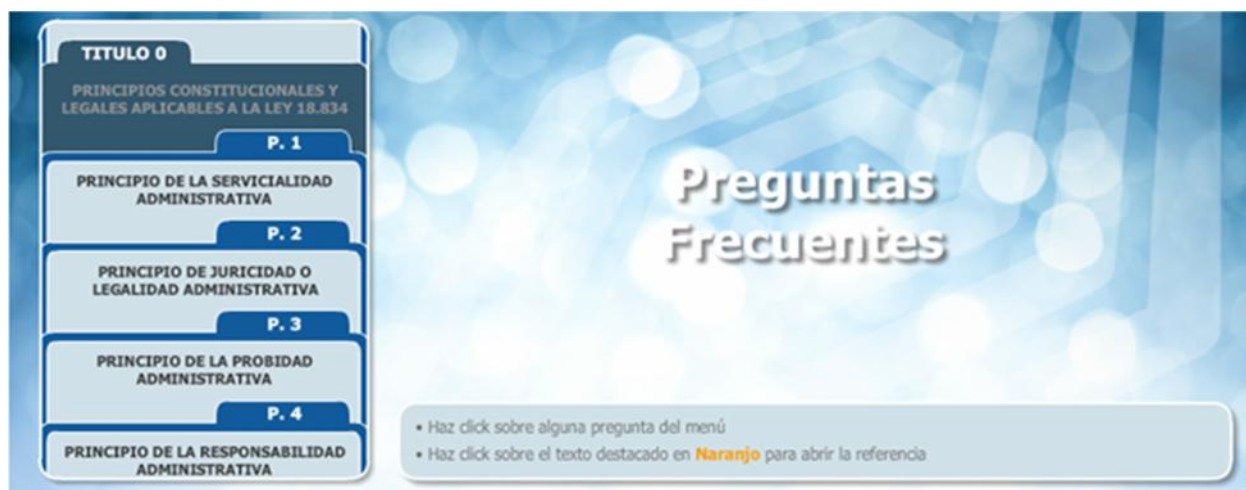 TITULO 0
PRINCIPIOS CONSTITUCIONALES Y
LEGALES APLICABLES A LA LEY 18.834
P. 1
PRINCIPIO DE LA SERVICIALIDAD
ADMINISTRATIVA
P. 2
PRINCIPIO DE JURICIDAD O
LEGALIDAD ADMINISTRATIVA
P. 3
PRINCIPIO DE LA PROBIDAD
ADMINISTRATIVA
P. 4
PRINCIPIO DE LA RESPONSABILIDAD
ADMINISTRATIVA
Preguntas
Frecuentes
• Haz click sobre alguna pregunta del menú
• Haz click sobre el texto destacado en Naranjo para abrir la referencia